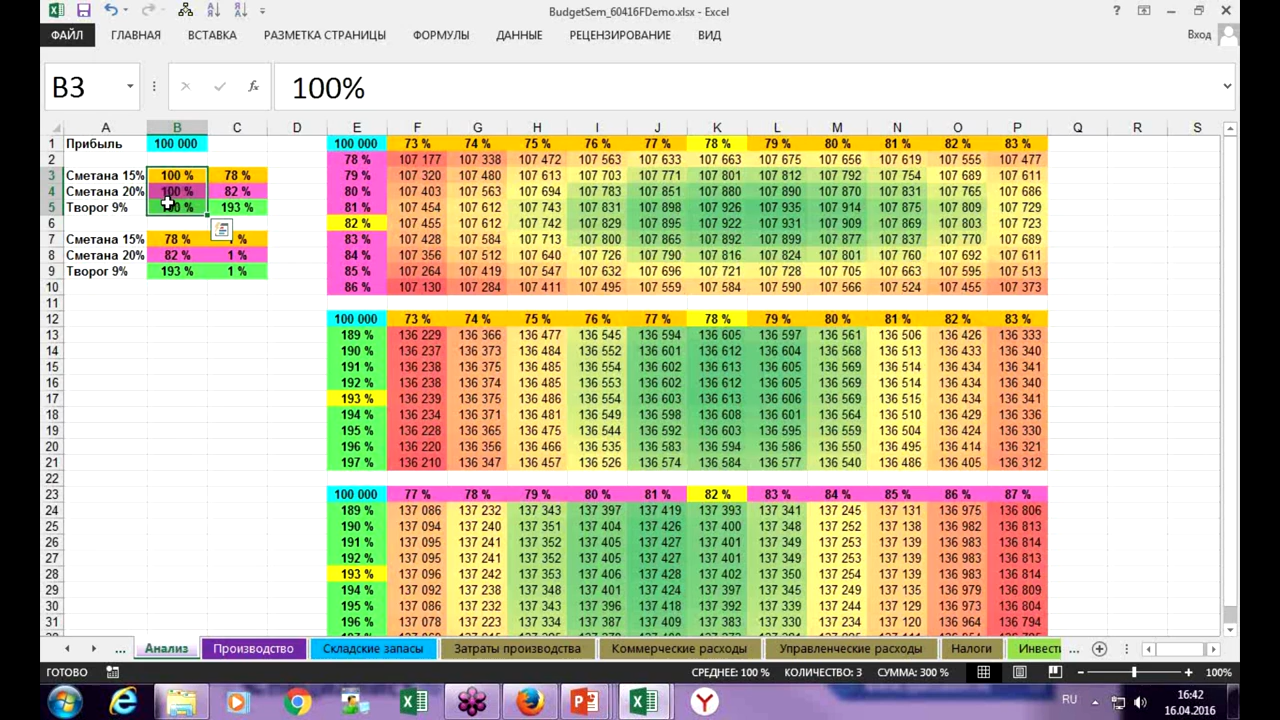 BudgetSem_60416FDemo.xlsx - Excel
ФАЙЛ ГЛАВНАЯ ВСТАВКА РАЗМЕТКА СТРАНИЦЫ ФОРМУЛЫ ДАННЫЕ РЕЦЕНЗИРОВАНИЕ ВИД Вход
B3 fx 100%
A B C D E F G H I J K L M N O P Q R S
1 Прибыль 100 000 100 000 73 % 74 % 75 % 76 % 77 % 78 % 79 % 80 % 81 % 82 % 83 %
2 78 % 107 177 107 338 107 472 107 563 107 633 107 663 107 675 107 656 107 619 107 555 107 477
3 Сметана 15% 100 % 78 % 79 % 107 320 107 480 107 613 107 703 107 771 107 801 107 812 107 792 107 754 107 689 107 611
4 Сметана 20% 100 % 82 % 80 % 107 403 107 563 107 694 107 783 107 851 107 880 107 890 107 870 107 831 107 765 107 686
5 Творог 9% 100 % 193 % 81 % 107 454 107 612 107 743 107 831 107 898 107 926 107 935 107 914 107 875 107 809 107 729
6 82 % 107 455 107 612 107 742 107 829 107 895 107 922 107 931 107 909 107 869 107 802 107 723
7 Сметана 15% 78 % 1 % 83 % 107 428 107 584 107 713 107 800 107 865 107 892 107 899 107 877 107 837 107 770 107 689
8 Сметана 20% 82 % 1 % 84 % 107 356 107 512 107 640 107 726 107 790 107 816 107 824 107 801 107 760 107 692 107 611
9 Творог 9% 193 % 1 % 85 % 107 264 107 419 107 547 107 632 107 696 107 721 107 728 107 705 107 663 107 595 107 513
10 86 % 107 130 107 284 107 411 107 495 107 559 107 584 107 590 107 566 107 524 107 455 107 373
11
12 100 000 73 % 74 % 75 % 76 % 77 % 78 % 79 % 80 % 81 % 82 % 83 %
13 189 % 136 229 136 366 136 477 136 545 136 594 136 605 136 597 136 561 136 506 136 426 136 333
14 190 % 136 237 136 373 136 484 136 552 136 601 136 612 136 604 136 568 136 513 136 433 136 340
15 191 % 136 238 136 375 136 485 136 554 136 602 136 613 136 605 136 569 136 514 136 434 136 341
16 192 % 136 238 136 374 136 485 136 553 136 602 136 612 136 605 136 569 136 514 136 434 136 340
17 193 % 136 239 136 375 136 486 136 554 136 603 136 613 136 606 136 569 136 515 136 434 136 341
18 194 % 136 234 136 371 136 481 136 549 136 598 136 608 136 601 136 564 136 510 136 429 136 336
19 195 % 136 228 136 365 136 475 136 544 136 592 136 603 136 595 136 559 136 504 136 424 136 330
20 196 % 136 220 136 356 136 466 136 535 136 583 136 594 136 586 136 550 136 495 136 414 136 321
21 197 % 136 210 136 347 136 457 136 526 136 574 136 584 136 577 136 540 136 486 136 405 136 312
22
23 100 000 77 % 78 % 79 % 80 % 81 % 82 % 83 % 84 % 85 % 86 % 87 %
24 189 % 137 086 137 232 137 343 137 397 137 419 137 393 137 341 137 245 137 131 136 975 136 806
25 190 % 137 094 137 240 137 351 137 404 137 426 137 400 137 348 137 252 137 138 136 982 136 813
26 191 % 137 095 137 241 137 352 137 405 137 427 137 401 137 349 137 253 137 139 136 983 136 814
27 192 % 137 095 137 241 137 352 137 405 137 427 137 401 137 349 137 253 137 139 136 983 136 813
28 193 % 137 096 137 242 137 353 137 406 137 428 137 402 137 350 137 254 137 139 136 983 136 814
29 194 % 137 092 137 238 137 348 137 401 137 424 137 397 137 345 137 249 137 135 136 979 136 809
30 195 % 137 086 137 232 137 343 137 396 137 418 137 392 137 339 137 244 137 129 136 973 136 804
31 196 % 137 078 137 223 137 334 137 387 137 409 137 383 137 330 137 234 137 120 136 964 136 794
... Анализ Производство Складские запасы Затраты производства Коммерческие расходы Управленческие расходы Налоги Инвести ...
ГОТОВО СРЕДНЕЕ: 100 % КОЛИЧЕСТВО: 3 СУММА: 300 % 100%
RU 16:42
16.04.2016